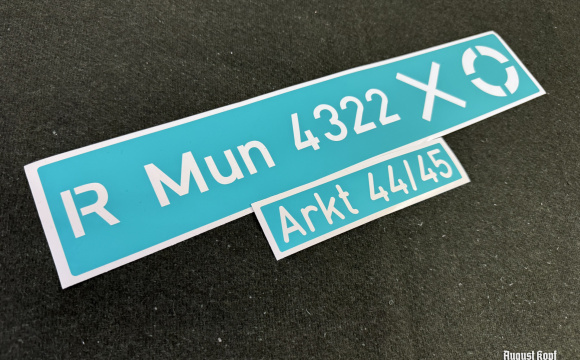 R Mun 4322 X
Arkt 44/45
August Kopf